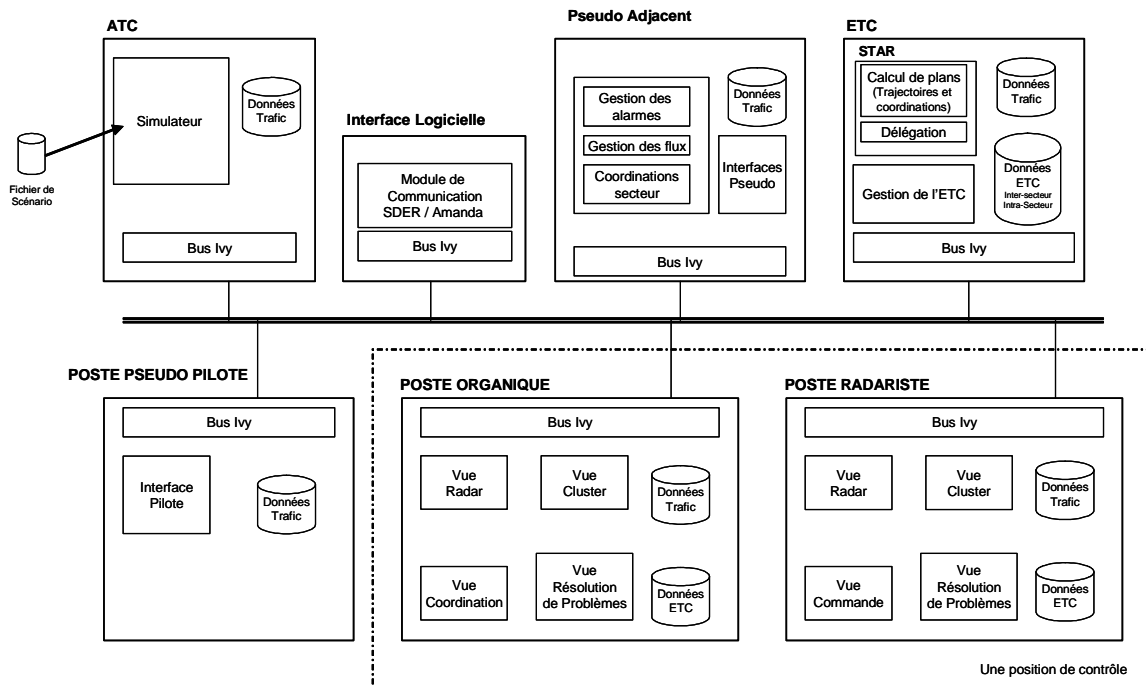 ATC
Simulateur
Données
Trafic
Bus Ivy
Fichier de
Scénario
Interface Logicielle
Module de
Communication
SDER / Amanda
Bus Ivy
Pseudo Adjacent
Gestion des
alarmes
Gestion des flux
Coordinations
secteur
Données
Trafic
Interfaces
Pseudo
Bus Ivy
ETC
STAR
Calcul de plans
(Trajectoires et
coordinations)
Délégation
Gestion de l'ETC
Données
Trafic
Données
ETC
Inter-secteur
Intra-Secteur
Bus Ivy
POSTE PSEUDO PILOTE
Bus Ivy
Interface
Pilote
Données
Trafic
POSTE ORGANIQUE
Bus Ivy
Vue
Radar
Vue
Cluster
Données
Trafic
Vue
Coordination
Vue
Résolution
de Problèmes
Données
ETC
POSTE RADARISTE
Bus Ivy
Vue
Radar
Vue
Cluster
Données
Trafic
Vue
Commande
Vue
Résolution
de Problèmes
Données
ETC
Une position de contrôle